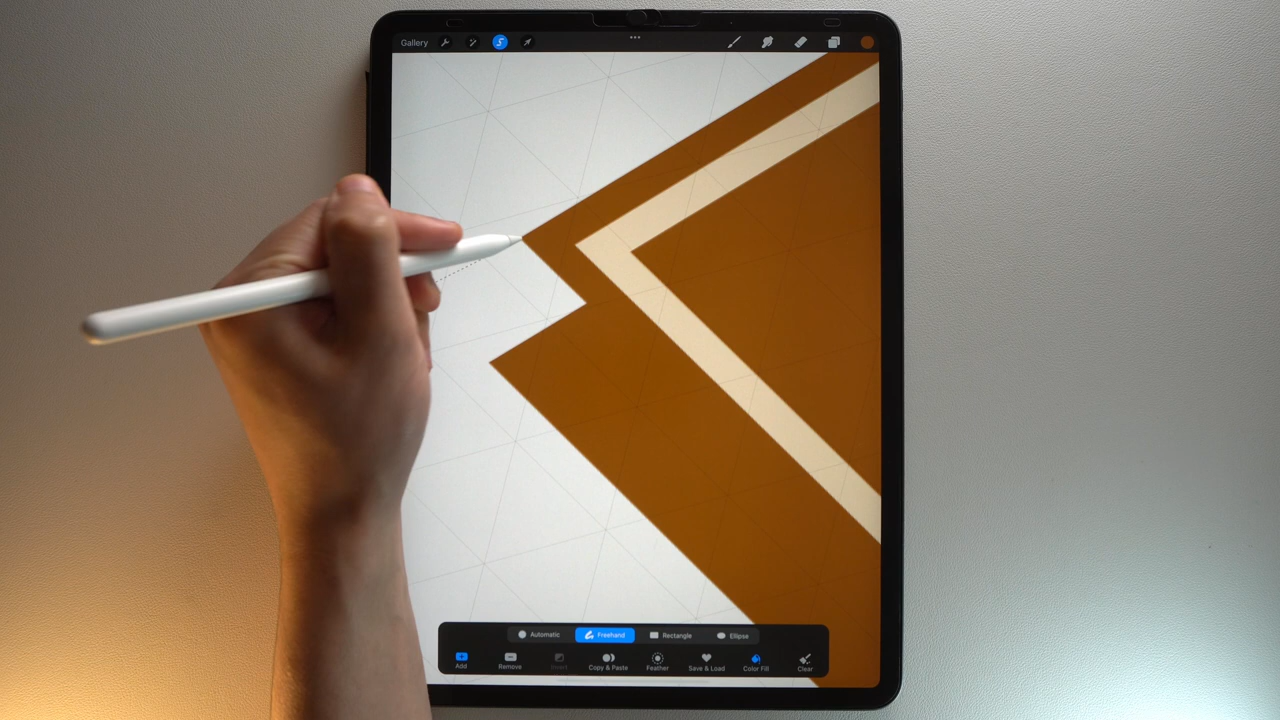 Gallery
Automatic Freehand Rectangle Ellipse
Add Remove Invert Copy & Paste Feather Save & Load Color Fill Clear